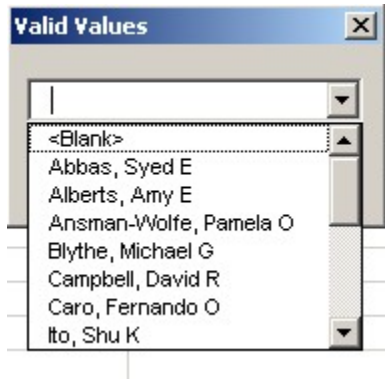 Valid Values
<Blank>
Abbas, Syed E
Alberts, Amy E
Ansman-Wolfe, Pamela O
Blythe, Michael G
Campbell, David R
Caro, Fernando O
Ito, Shu K